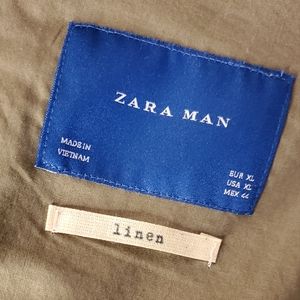 ZARA MAN
MADE IN
VIETNAM
EUR XL
USA XL
MEX 44
linen